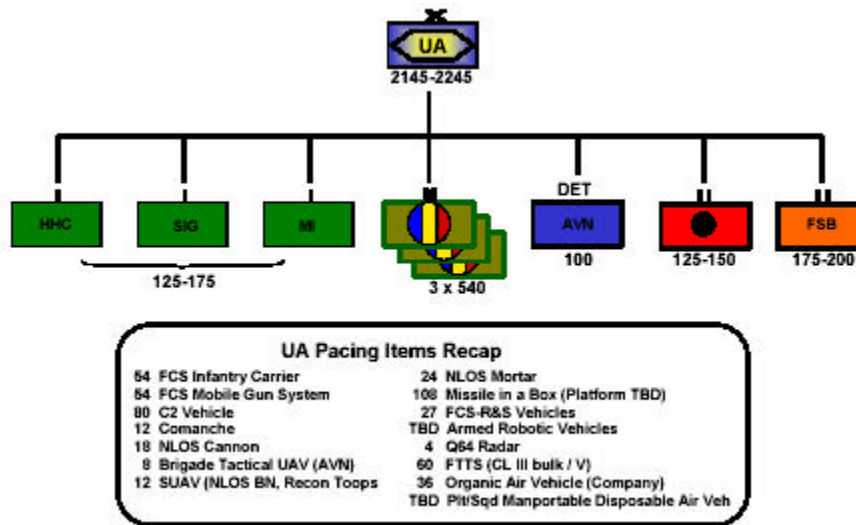 UA
2145-2245
DET
HHC
SIG
MI
AVN
FSB
125-175
3 x 540
100
125-150
175-200
UA Pacing Items Recap
54 FCS Infantry Carrier
54 FCS Mobile Gun System
80 C2 Vehicle
12 Comanche
18 NLOS Cannon
8 Brigade Tactical UAV (AVN)
12 SUAV (NLOS BN, Recon Toops
24 NLOS Mortar
108 Missile in a Box (Platform TBD)
27 FCS-R&S Vehicles
TBD Armed Robotic Vehicles
4 Q64 Radar
60 FTTS (CL III bulk / V)
36 Organic Air Vehicle (Company)
TBD Plt/Sqd Manportable Disposable Air Veh